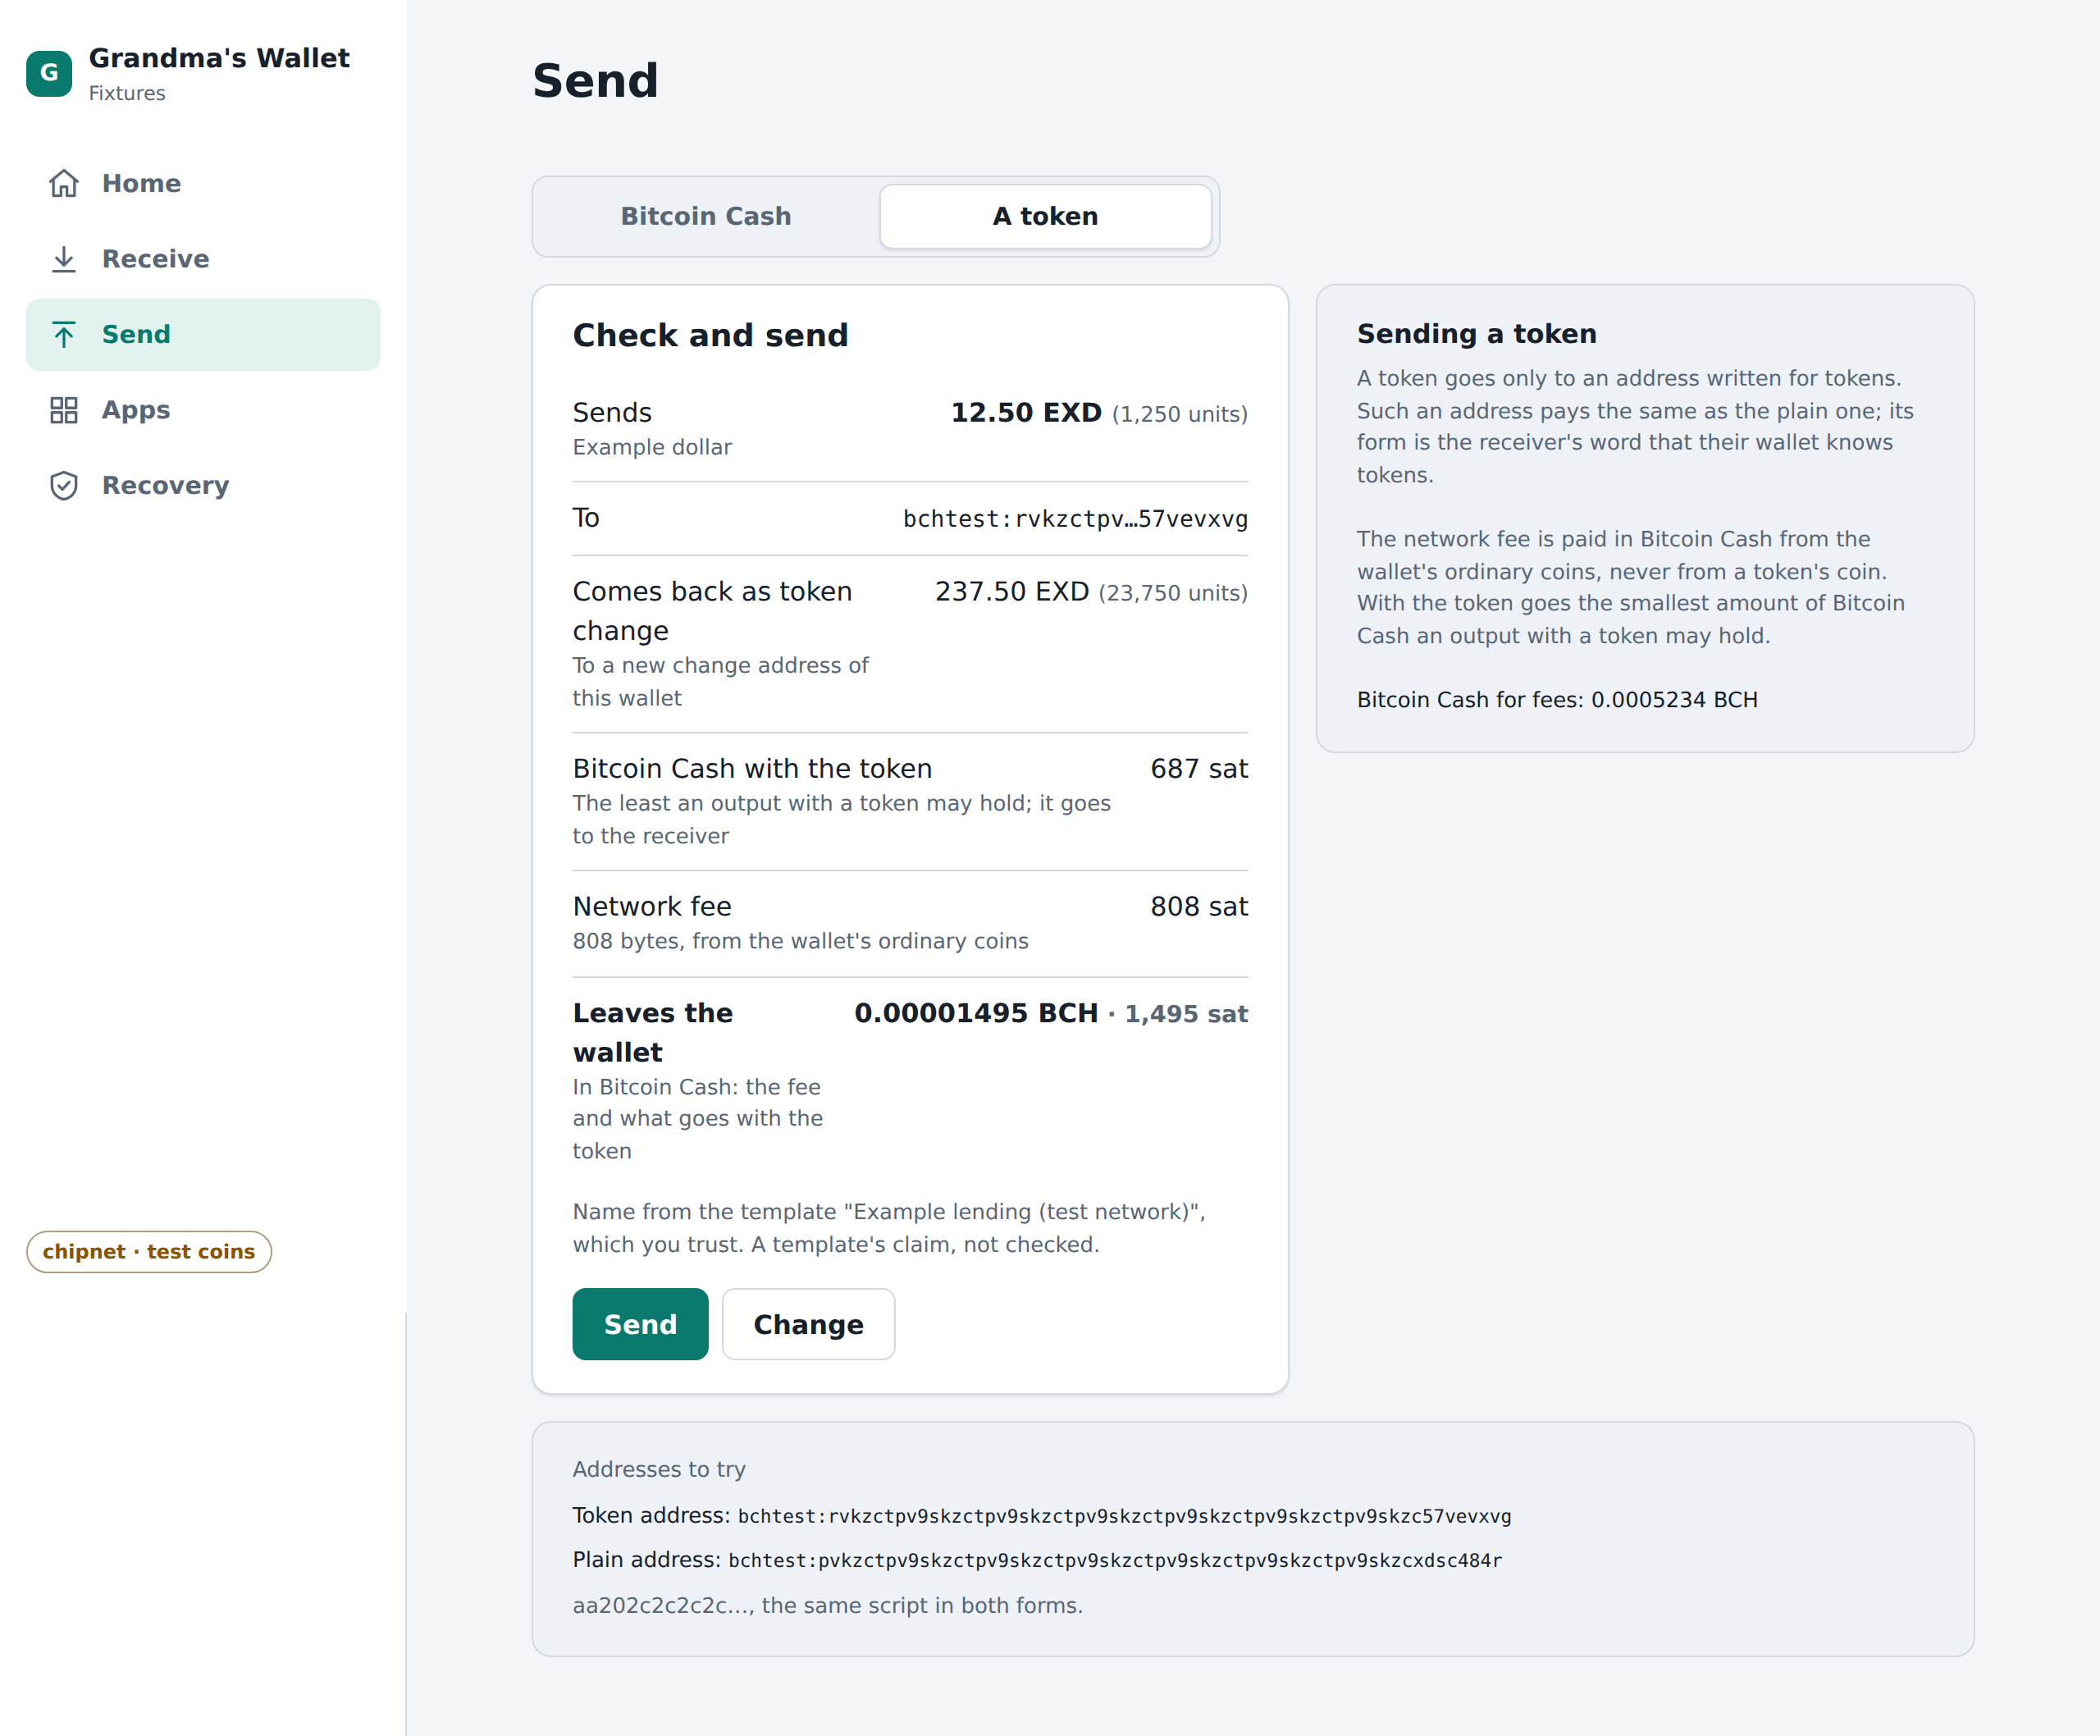 G
Grandma's Wallet
Fixtures
Home
Receive
Send
Apps
Recovery
chipnet · test coins
Send
Bitcoin Cash
A token
Check and send
Sends
12.50 EXD (1,250 units)
Example dollar
To
bchtest:rvkzctpv…57vevxvg
Comes back as token
change
237.50 EXD (23,750 units)
To a new change address of
this wallet
Bitcoin Cash with the token
687 sat
The least an output with a token may hold; it goes
to the receiver
Network fee
808 sat
808 bytes, from the wallet's ordinary coins
Leaves the
wallet
0.00001495 BCH · 1,495 sat
In Bitcoin Cash: the fee
and what goes with the
token
Name from the template "Example lending (test network)",
which you trust. A template's claim, not checked.
Send
Change
Sending a token
A token goes only to an address written for tokens.
Such an address pays the same as the plain one; its
form is the receiver's word that their wallet knows
tokens.
The network fee is paid in Bitcoin Cash from the
wallet's ordinary coins, never from a token's coin.
With the token goes the smallest amount of Bitcoin
Cash an output with a token may hold.
Bitcoin Cash for fees: 0.0005234 BCH
Addresses to try
Token address: bchtest:rvkzctpv9skzctpv9skzctpv9skzctpv9skzctpv9skzctpv9skzc57vevxvg
Plain address: bchtest:pvkzctpv9skzctpv9skzctpv9skzctpv9skzctpv9skzctpv9skzcxdsc484r
aa202c2c2c2c…, the same script in both forms.